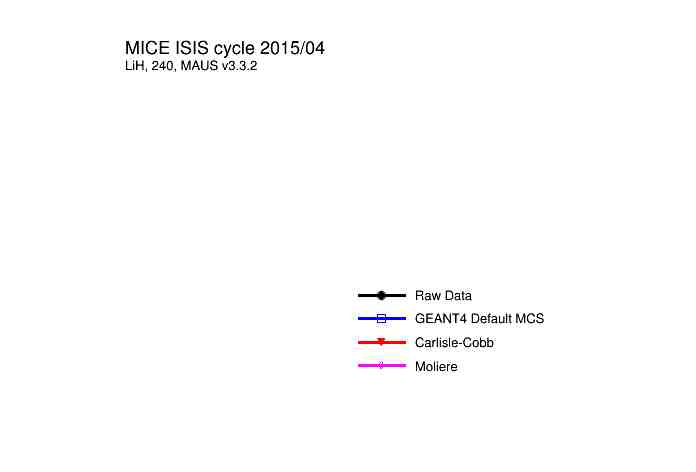 MICE ISIS cycle 2015/04
LiH, 240, MAUS v3.3.2
Raw Data
GEANT4 Default MCS
Carlisle-Cobb
Moliere